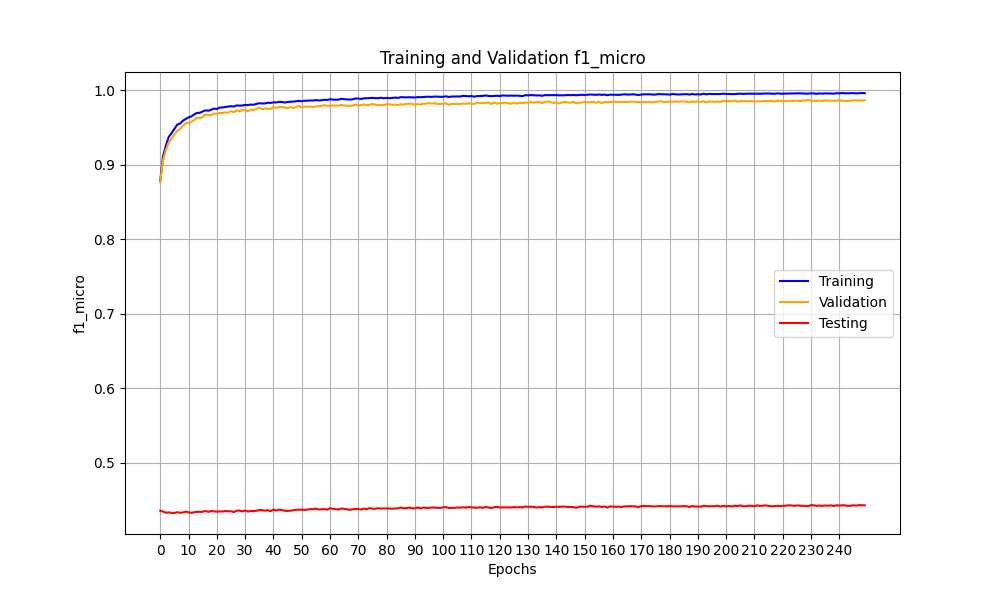 Training and Validation f1_micro
1.0
0.9
0.8
0.7
0.6
0.5
f1_micro
Training
Validation
Testing
0 10 20 30 40 50 60 70 80 90 100 110 120 130 140 150 160 170 180 190 200 210 220 230 240
Epochs